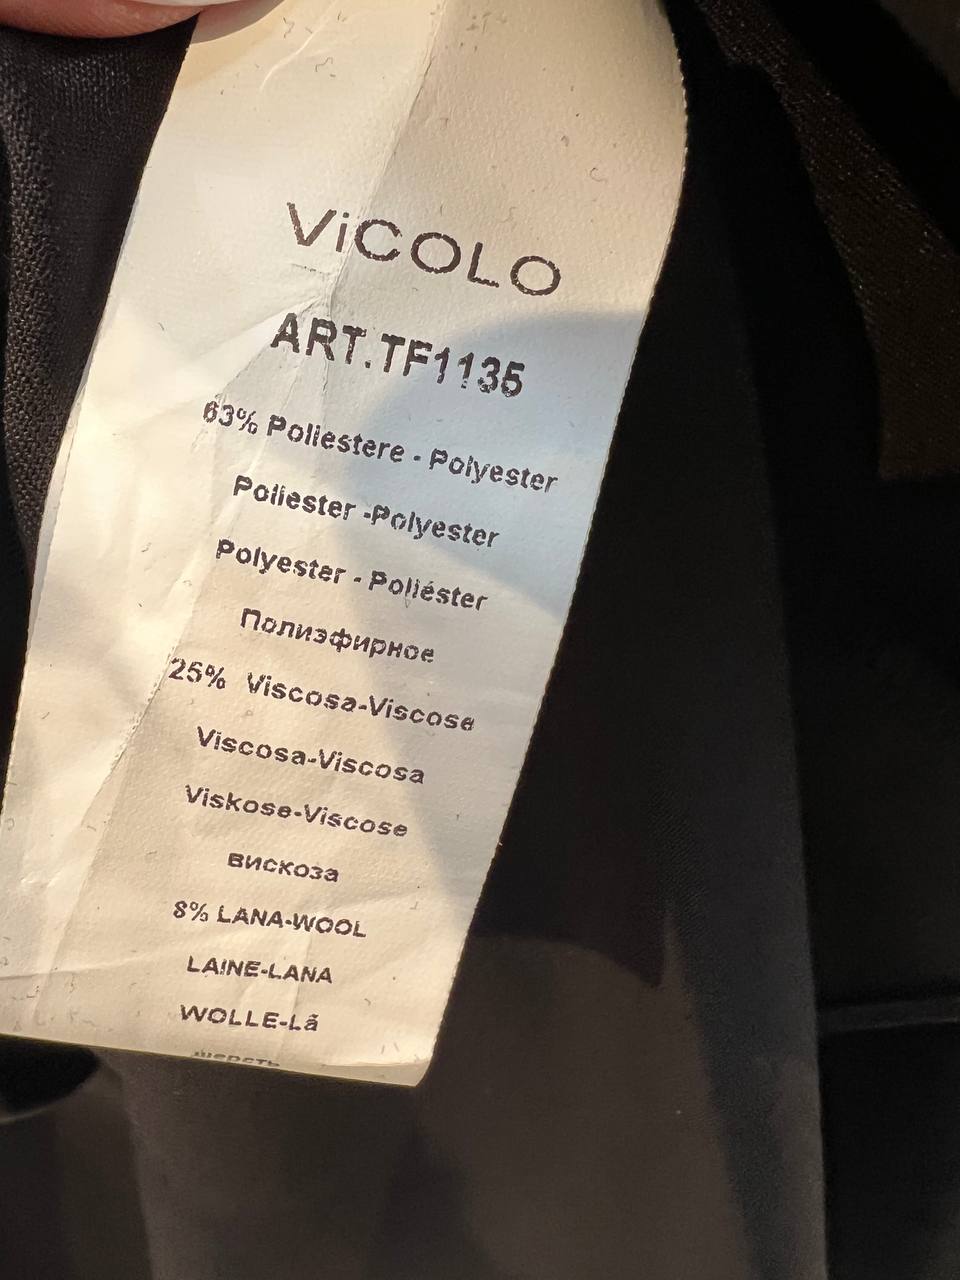 ViCOLO
ART.TF1135
63% Poliestere - Polyester
Poliester -Polyester
Polyester - Poliéster
Полиэфирное
25% Viscosa-Viscose
Viscosa-Viscosa
Viskose-Viscose
вискоза
8% LANA-WOOL
LAINE-LANA
WOLLE-Lã
шерсть